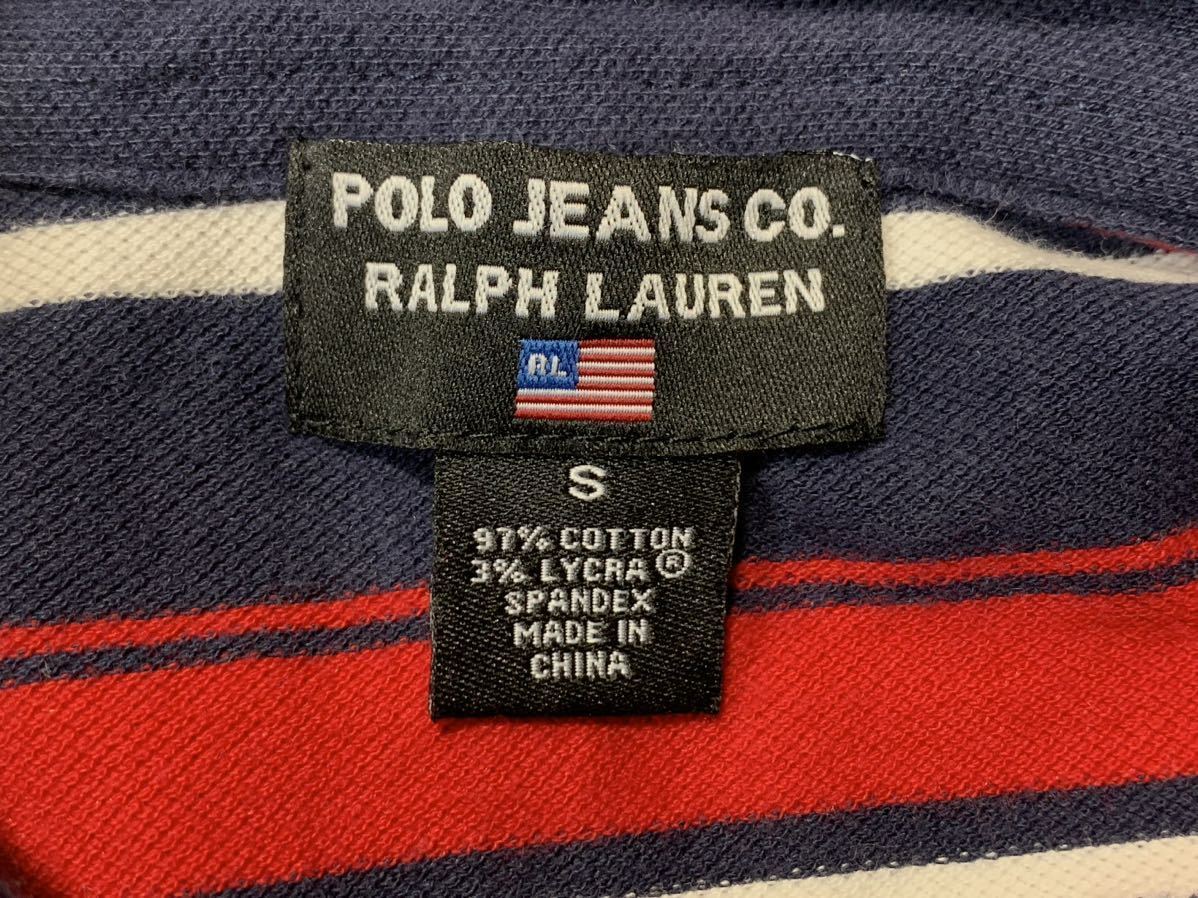 POLO JEANS CO.
RALPH LAUREN
RL
S
97% COTTON
3% LYCRA®
SPANDEX
MADE IN
CHINA